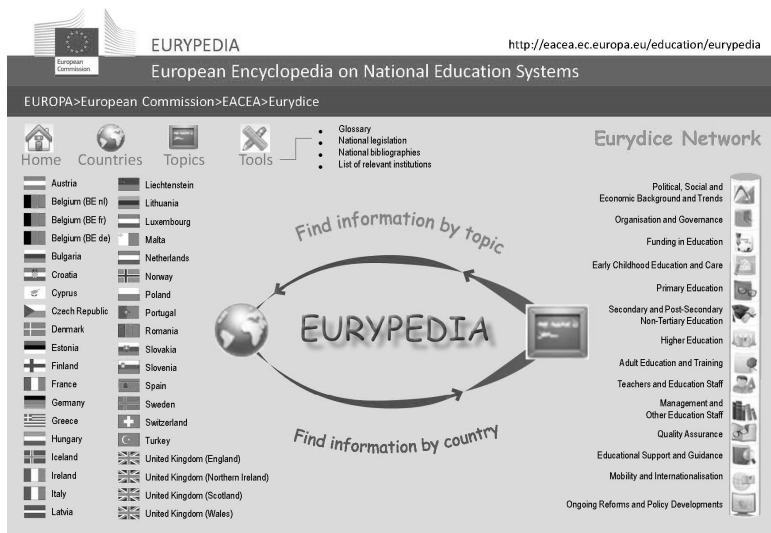 European
Commission
EURYPEDIA
http://eacea.ec.europa.eu/education/eurypedia
European Encyclopedia on National Education Systems
EUROPA>European Commission>EACEA>Eurydice
Home
Countries
Topics
Tools
Glossary
National legislation
National bibliographies
List of relevant institutions
Eurydice Network
Austria
Belgium (BE nl)
Belgium (BE fr)
Belgium (BE de)
Bulgaria
Croatia
Cyprus
Czech Republic
Denmark
Estonia
Finland
France
Germany
Greece
Hungary
Iceland
Ireland
Italy
Latvia
Liechtenstein
Lithuania
Luxembourg
Malta
Netherlands
Norway
Poland
Portugal
Romania
Slovakia
Slovenia
Spain
Sweden
Switzerland
Turkey
United Kingdom (England)
United Kingdom (Northern Ireland)
United Kingdom (Scotland)
United Kingdom (Wales)
Find information by topic
EURYPEDIA
Find information by country
Political, Social and
Economic Background and Trends
Organisation and Governance
Funding in Education
Early Childhood Education and Care
Primary Education
Secondary and Post-Secondary
Non-Tertiary Education
Higher Education
Adult Education and Training
Teachers and Education Staff
Management and
Other Education Staff
Quality Assurance
Educational Support and Guidance
Mobility and Internationalisation
Ongoing Reforms and Policy Developments